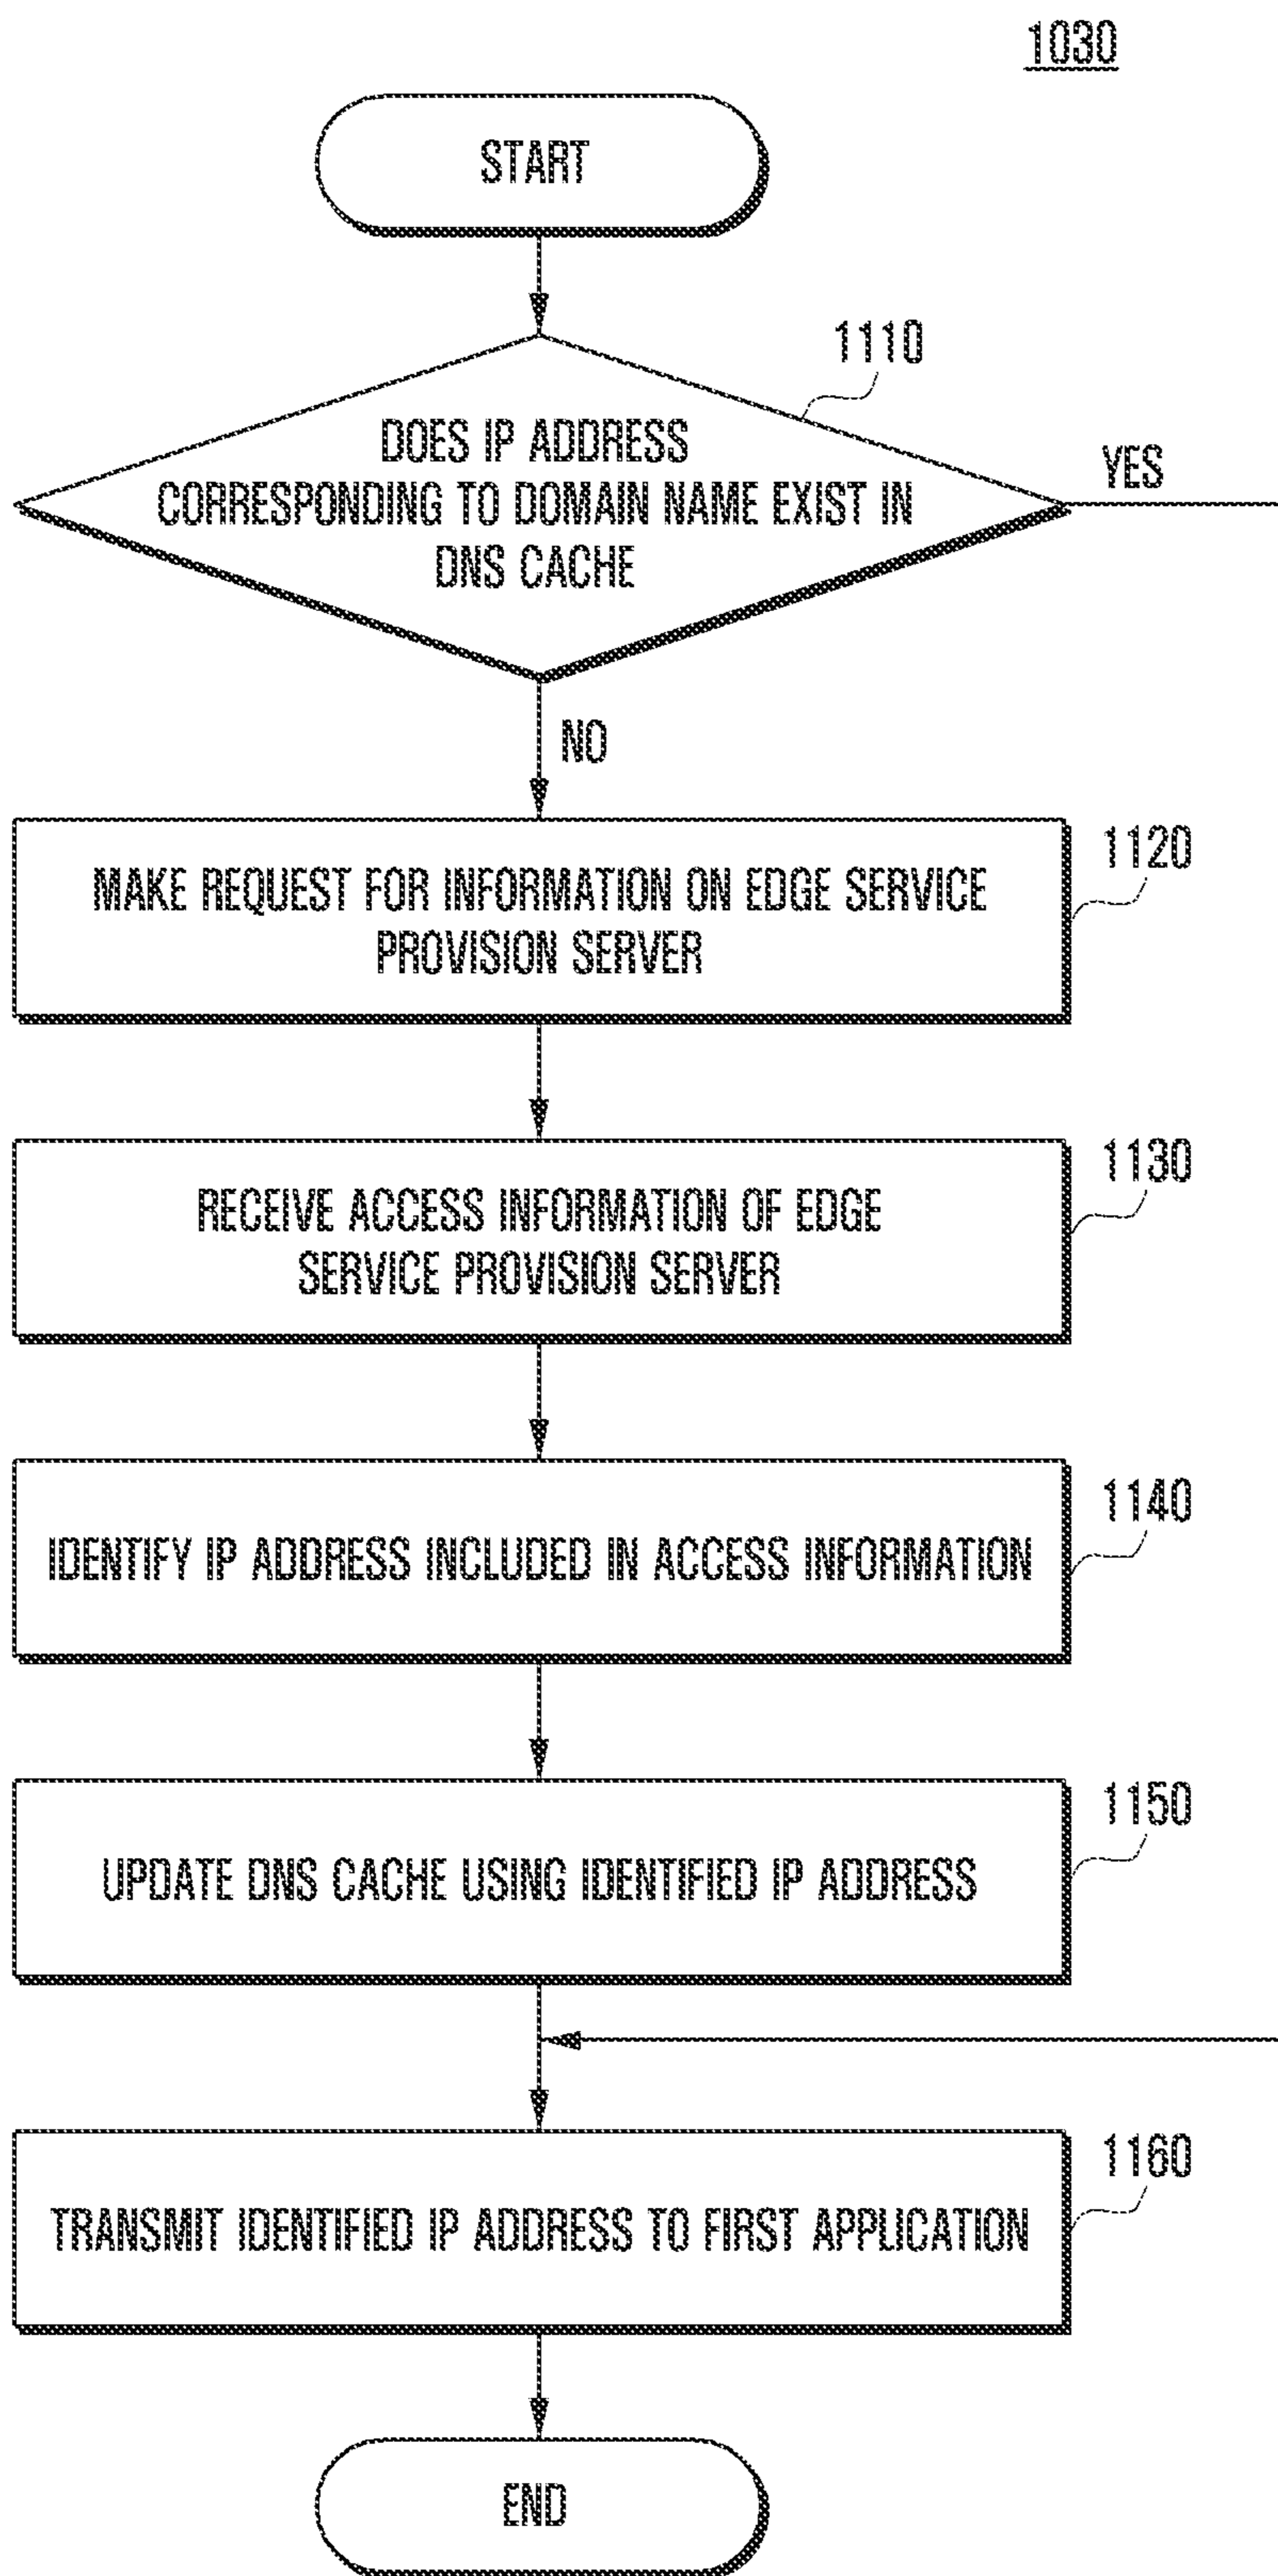 1030
START
1110
DOES IP ADDRESS
CORRESPONDING TO DOMAIN NAME EXIST IN
DNS CACHE
YES
NO
1120
MAKE REQUEST FOR INFORMATION ON EDGE SERVICE
PROVISION SERVER
1130
RECEIVE ACCESS INFORMATION OF EDGE
SERVICE PROVISION SERVER
1140
IDENTIFY IP ADDRESS INCLUDED IN ACCESS INFORMATION
1150
UPDATE DNS CACHE USING IDENTIFIED IP ADDRESS
1160
TRANSMIT IDENTIFIED IP ADDRESS TO FIRST APPLICATION
END